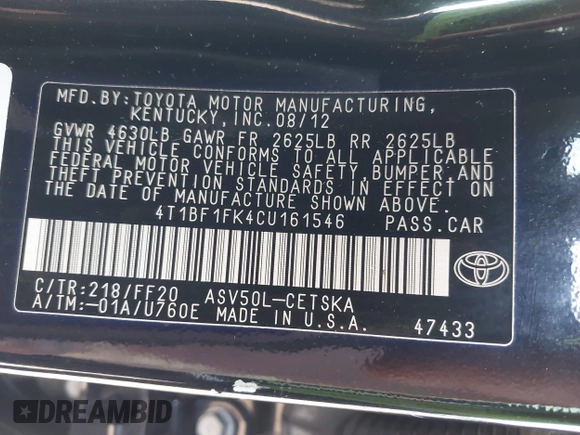 MFD.BY:TOYOTA MOTOR MANUFACTURING,
KENTUCKY, INC.08/12
GVWR 4630LB GAWR FR 2625LB RR 2625LB
THIS VEHICLE CONFORMS TO ALL APPLICABLE
FEDERAL MOTOR VEHICLE SAFETY, BUMPER, AND
THEFT PREVENTION STANDARDS IN EFFECT ON
THE DATE OF MANUFACTURE SHOWN ABOVE.
4T1BF1FK4CU161546 PASS.CAR
C/TR:218/FF20 ASV50L-CETSKA
A/TM:-01A/U760E MADE IN U.S.A. 47433
DREAMBID